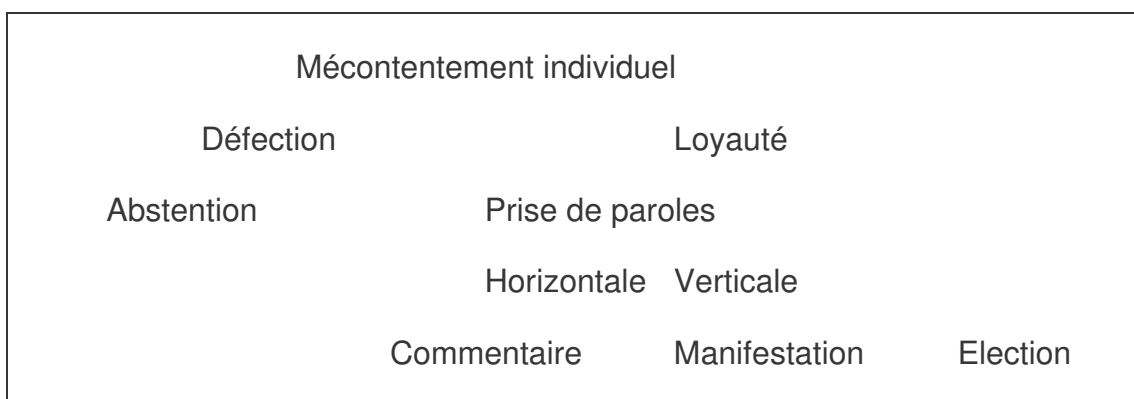 Mécontentement individuel
Défection Loyauté
Abstention Prise de paroles
Horizontale Verticale
Commentaire Manifestation Election